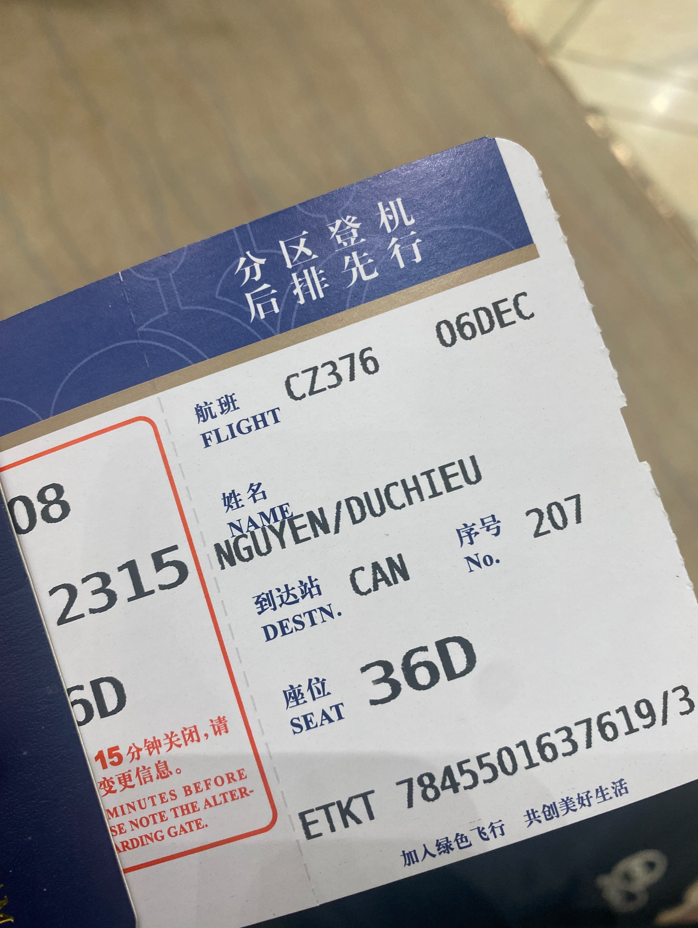 分区登机
后排先行
航班 CZ376 06DEC
FLIGHT
姓名
NAME
NGUYEN/DUCHIEU
到达站 CAN 序号 207
DESTN. No.
座位 36D
SEAT
ETKT 7845501637619/3
加入绿色飞行 共创美好生活
08
2315
6D
15分钟关闭,请
变更信息。
MINUTES BEFORE
SE NOTE THE ALTER-
ARDING GATE.